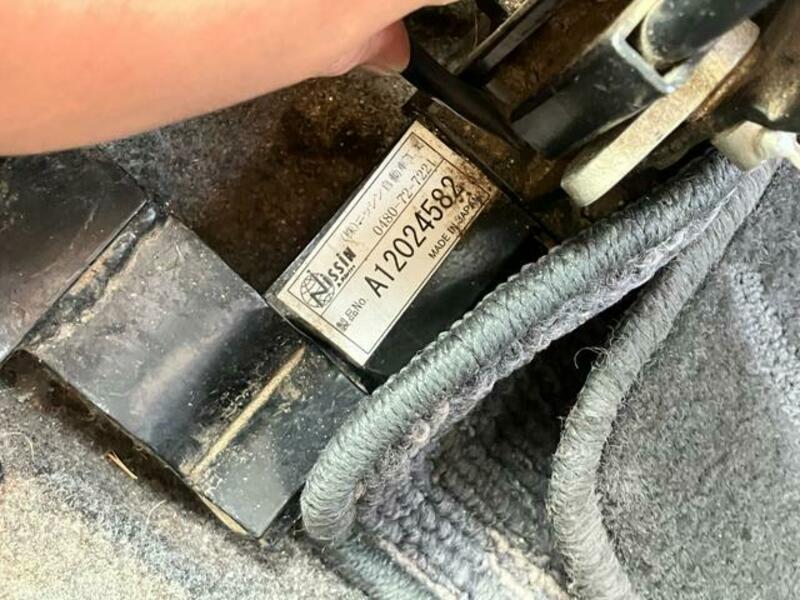 (株)ニッシン自動車工業
NISSIN
0480-72-7221
製品No. A12024582
MADE IN JAPAN